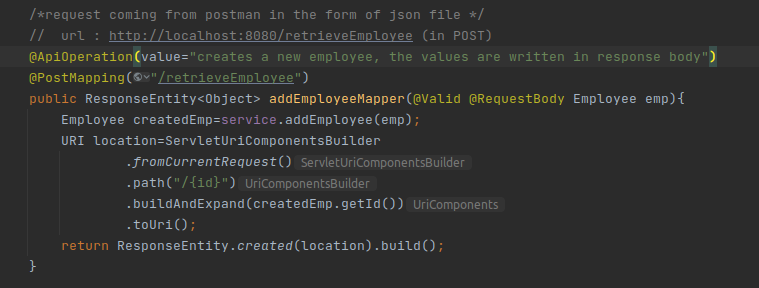 /*request coming from postman in the form of json file */
//  url : http://localhost:8080/retrieveEmployee (in POST)
@ApiOperation(value="creates a new employee, the values are written in response body")
@PostMapping("/retrieveEmployee")
public ResponseEntity<Object> addEmployeeMapper(@Valid @RequestBody Employee emp){
    Employee createdEmp=service.addEmployee(emp);
    URI location=ServletUriComponentsBuilder
            .fromCurrentRequest() ServletUriComponentsBuilder
            .path("/{id}") UriComponentsBuilder
            .buildAndExpand(createdEmp.getId()) UriComponents
            .toUri();
    return ResponseEntity.created(location).build();
}